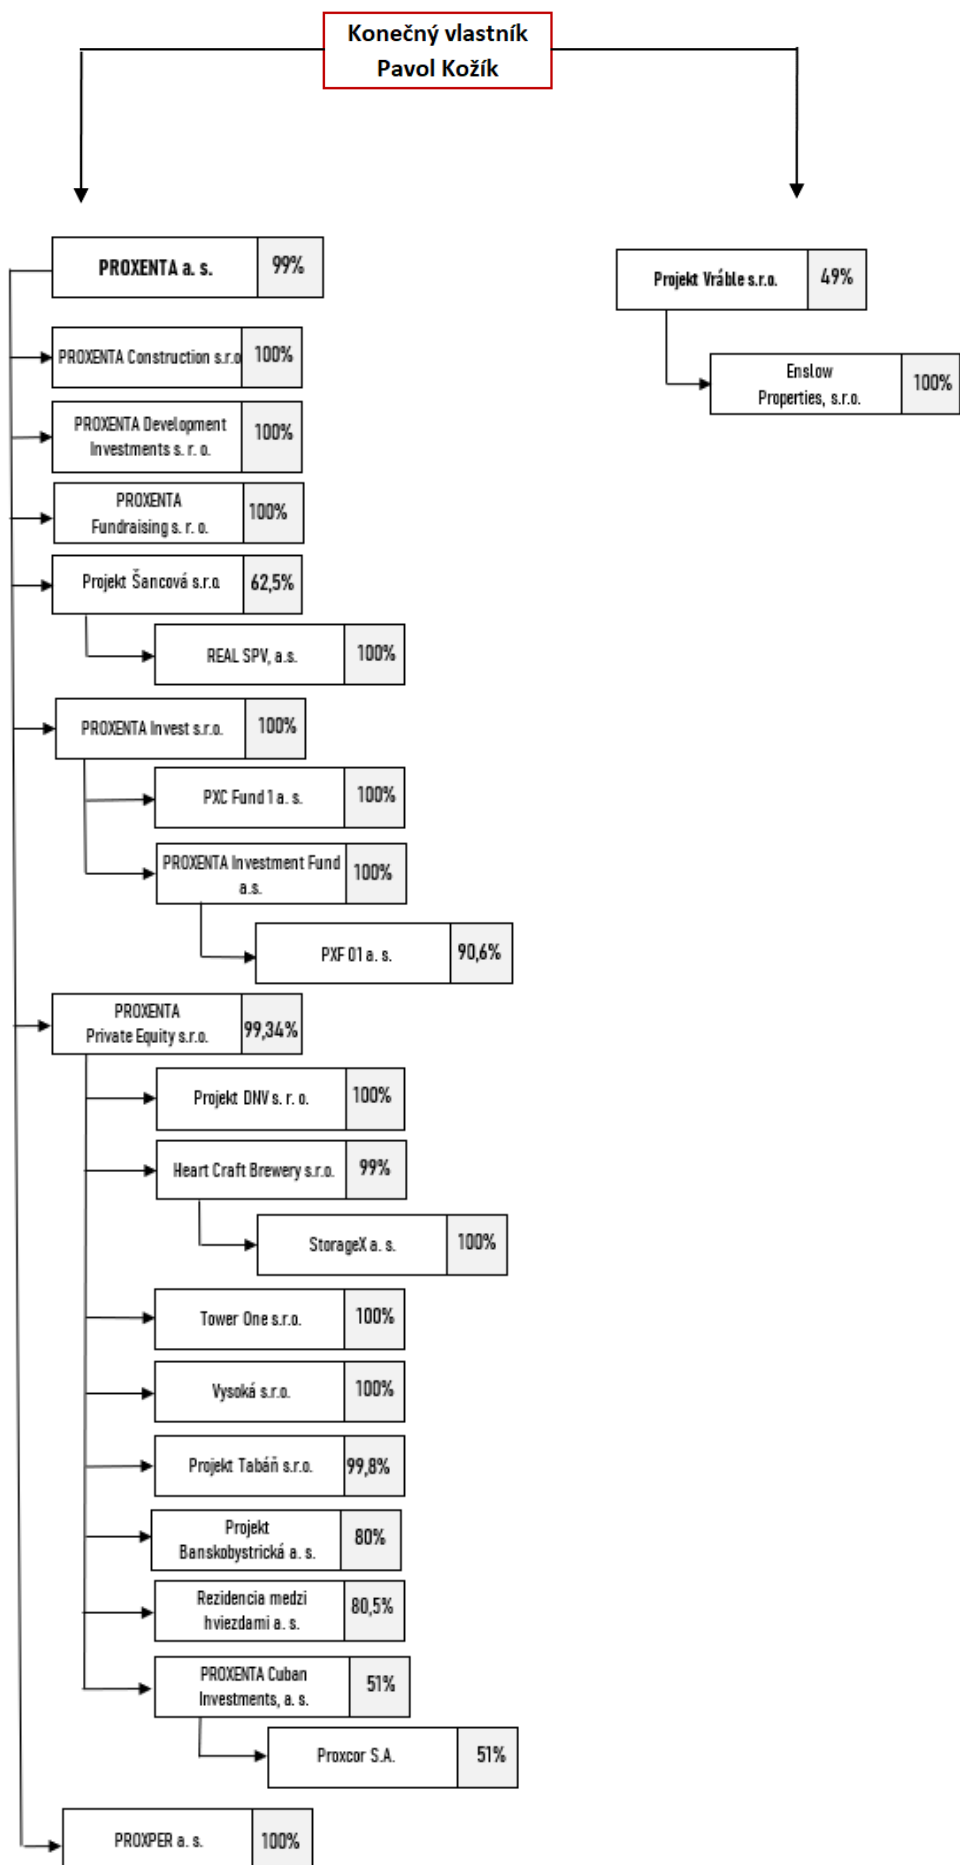 Konečný vlastník
Pavol Kožík
PROXENTA a. s.
99%
Projekt Vráble s.r.o.
49%
Enslow
Properties, s.r.o.
100%
PROXENTA Construction s.r.o
100%
PROXENTA Development
Investments s. r. o.
100%
PROXENTA
Fundraising s. r. o.
100%
Projekt Šancová s.r.o.
62,5%
REAL SPV, a.s.
100%
PROXENTA Invest s.r.o.
100%
PXC Fund 1 a. s.
100%
PROXENTA Investment Fund
a.s.
100%
PXF 01 a. s.
90,6%
PROXENTA
Private Equity s.r.o.
99,34%
Projekt DNV s. r. o.
100%
Heart Craft Brewery s.r.o.
99%
StorageX a. s.
100%
Tower One s.r.o.
100%
Vysoká s.r.o.
100%
Projekt Tabáň s.r.o.
99,8%
Projekt
Banskobystrická a. s.
80%
Rezidencia medzi
hviezdami a. s.
80,5%
PROXENTA Cuban
Investments, a. s.
51%
Proxcor S.A.
51%
PROXPER a. s.
100%